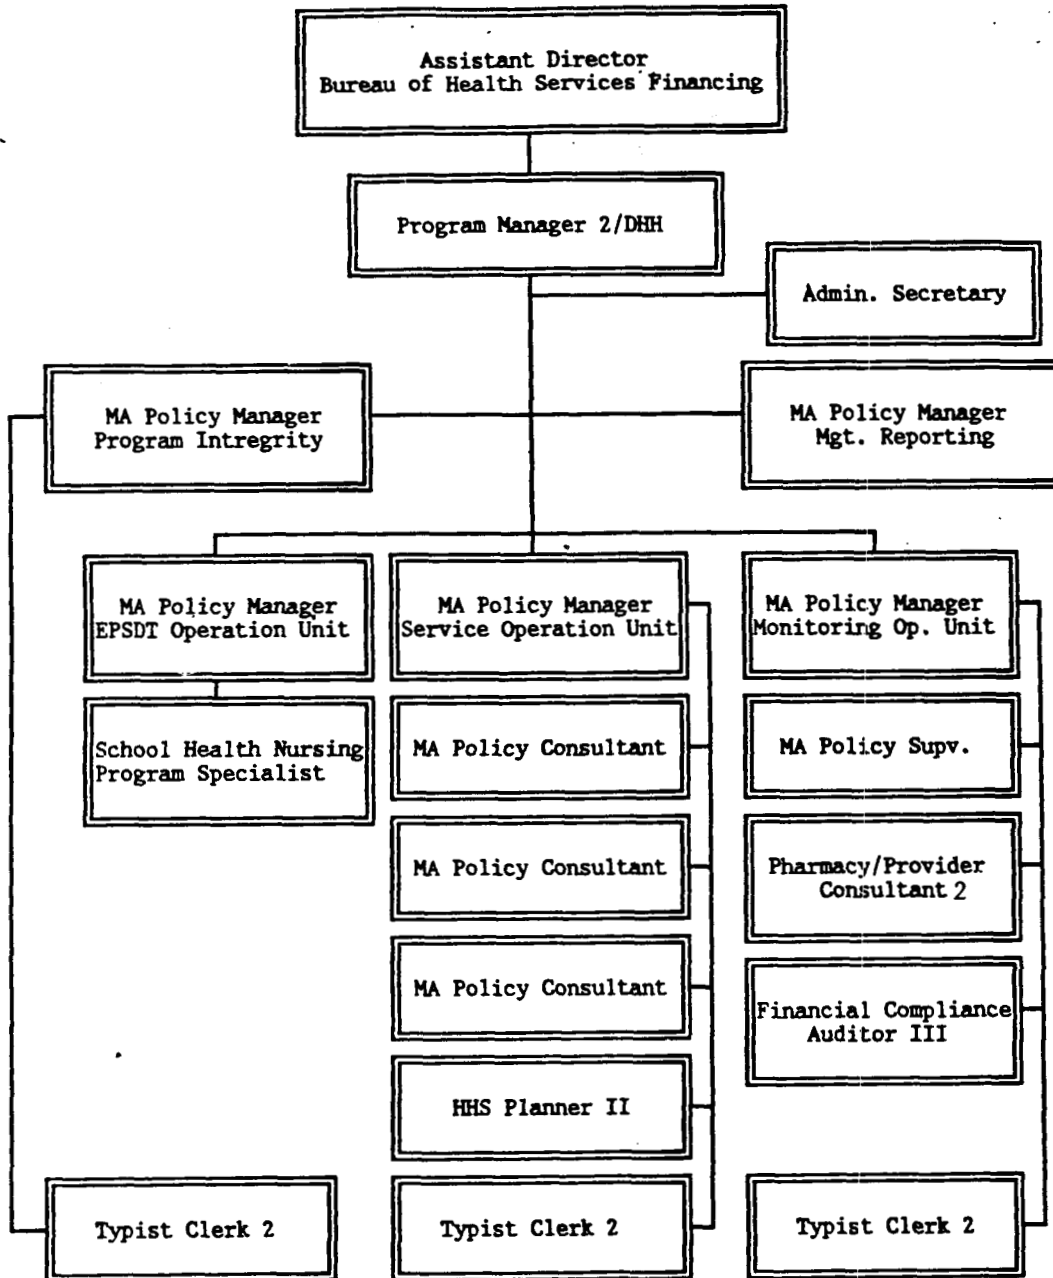 Assistant Director
Bureau of Health Services Financing
Program Manager 2/DHH
Admin. Secretary
MA Policy Manager
Program Intregrity
MA Policy Manager
Mgt. Reporting
MA Policy Manager
EPSDT Operation Unit
MA Policy Manager
Service Operation Unit
MA Policy Manager
Monitoring Op. Unit
School Health Nursing
Program Specialist
MA Policy Consultant
MA Policy Supv.
MA Policy Consultant
Pharmacy/Provider
Consultant 2
MA Policy Consultant
Financial Compliance
Auditor III
HHS Planner II
Typist Clerk 2
Typist Clerk 2
Typist Clerk 2